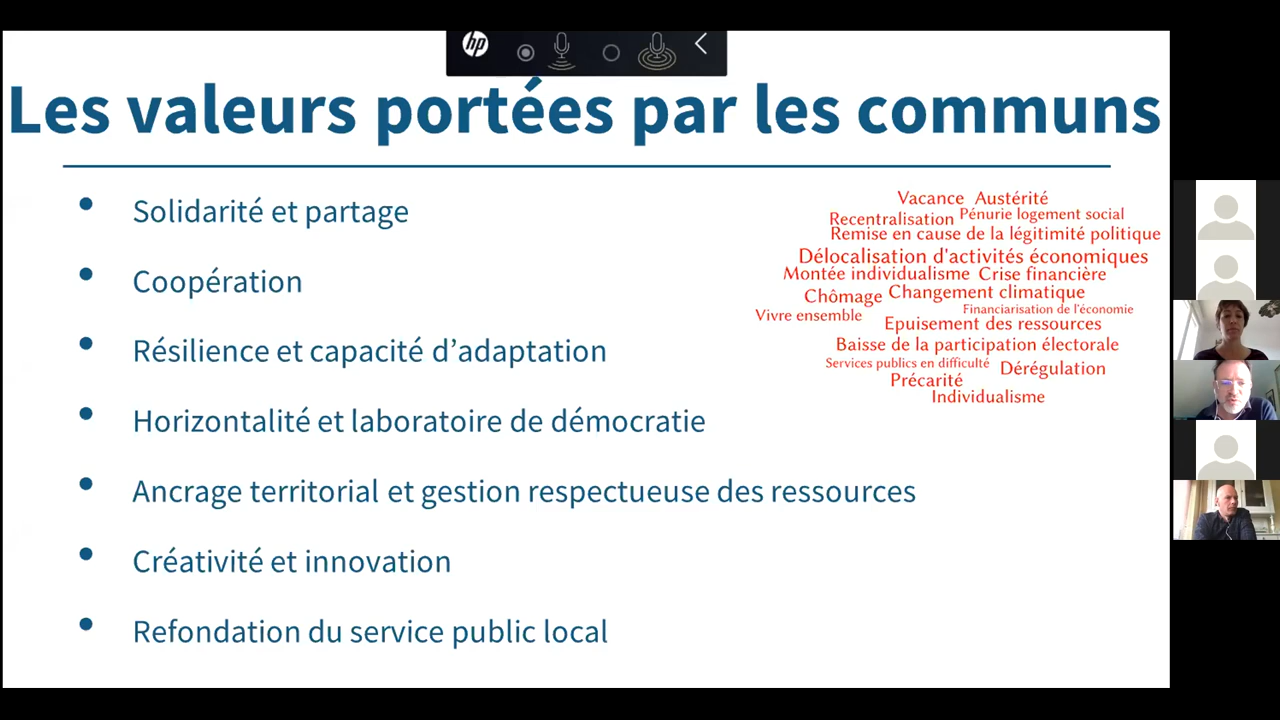 hp
Les valeurs portées par les communs
Solidarité et partage
Coopération
Résilience et capacité d’adaptation
Horizontalité et laboratoire de démocratie
Ancrage territorial et gestion respectueuse des ressources
Créativité et innovation
Refondation du service public local
Vacance Austérité
Recentralisation Pénurie logement social
Remise en cause de la légitimité politique
Délocalisation d'activités économiques
Montée individualisme Crise financière
Chômage Changement climatique
Vivre ensemble Financiarisation de l'économie
Epuisement des ressources
Baisse de la participation électorale
Services publics en difficulté Dérégulation
Précarité
Individualisme